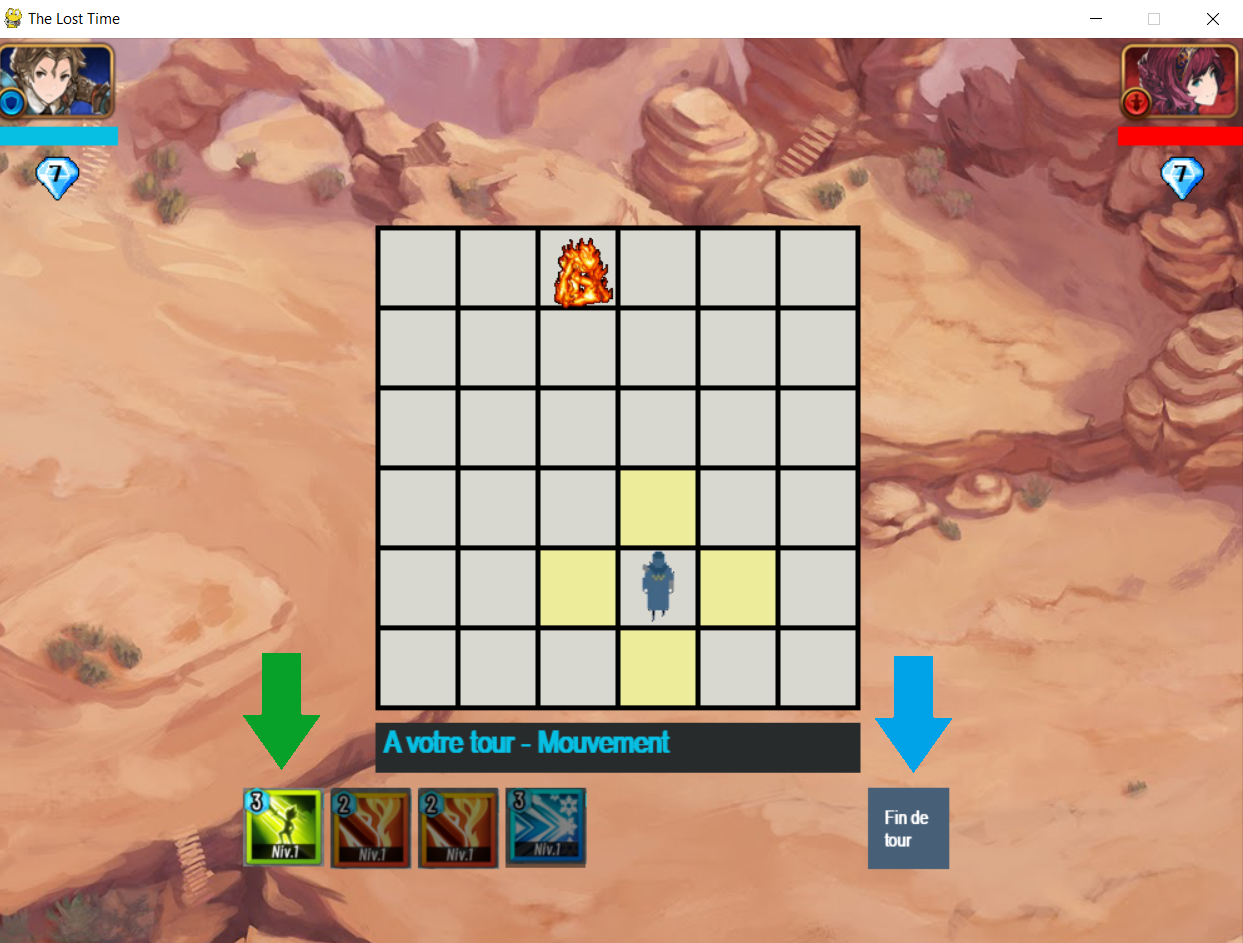 The Lost Time
7
7
A votre tour - Mouvement
3
2
2
3
Niv.1
Niv.1
Niv.1
Niv.1
Fin de
tour